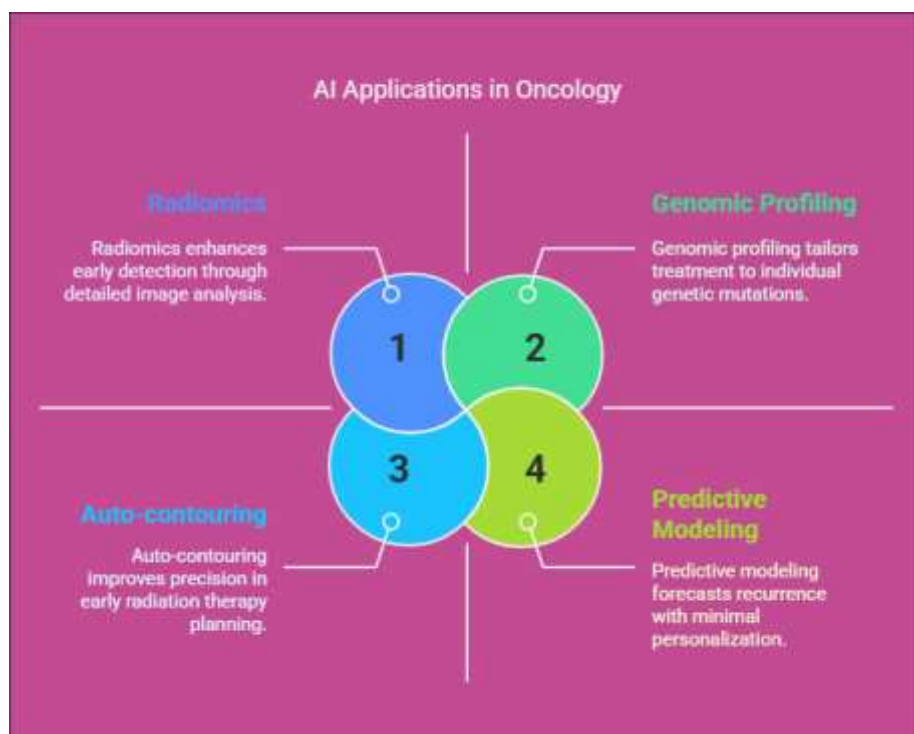 AI Applications in Oncology
Radiomics
Radiomics enhances
early detection through
detailed image analysis.
Genomic Profiling
Genomic profiling tailors
treatment to individual
genetic mutations.
1
2
3
4
Auto-contouring
Auto-contouring
improves precision in
early radiation therapy
planning.
Predictive
Modeling
Predictive modeling
forecasts recurrence
with minimal
personalization.